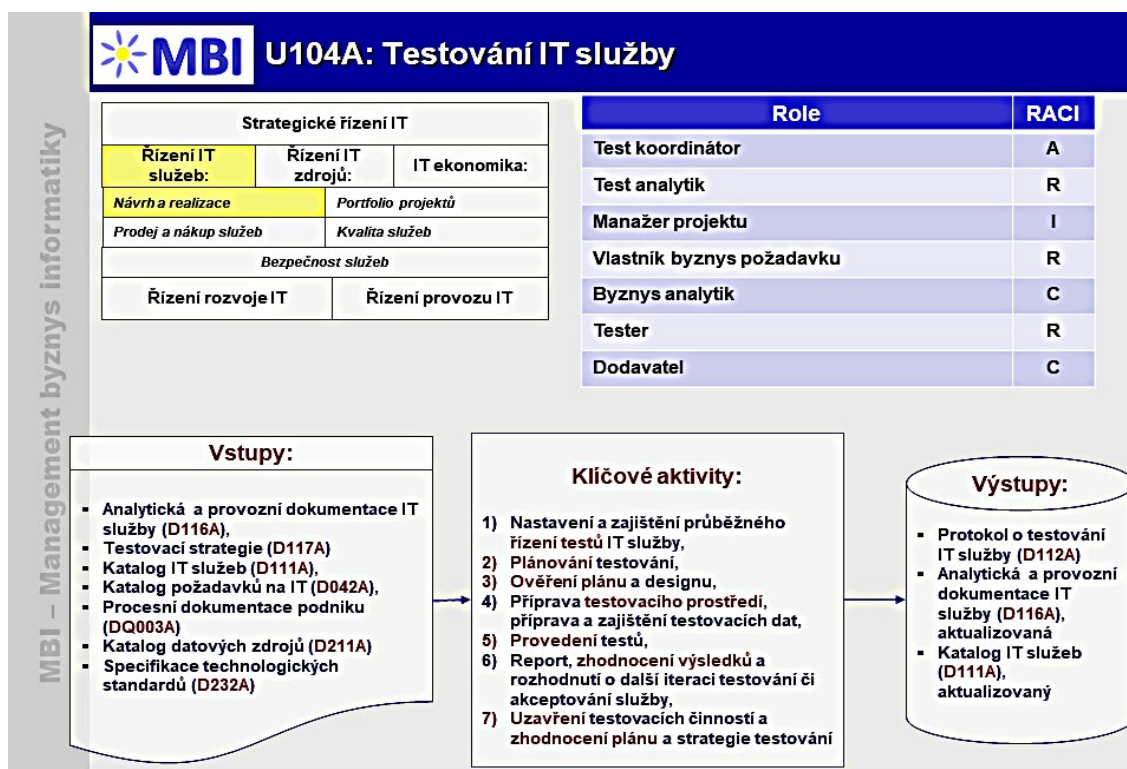 MBI
U104A: Testování IT služby
MBI – Management byznys informatiky
Strategické řízení IT
Řízení IT
služeb:
Řízení IT
zdrojů:
IT ekonomika:
Návrh a realizace
Portfolio projektů
Prodej a nákup služeb
Kvalita služeb
Bezpečnost služeb
Řízení rozvoje IT
Řízení provozu IT
Role RACI
Test koordinátor A
Test analytik R
Manažer projektu I
Vlastník byznys požadavku R
Byznys analytik C
Tester R
Dodavatel C
Vstupy:
▪ Analytická a provozní dokumentace IT
služby (D116A),
▪ Testovací strategie (D117A)
▪ Katalog IT služeb (D111A),
▪ Katalog požadavků na IT (D042A),
▪ Procesní dokumentace podniku
(DQ003A)
▪ Katalog datových zdrojů (D211A)
▪ Specifikace technologických
standardů (D232A)
Klíčové aktivity:
1) Nastavení a zajištění průběžného
řízení testů IT služby,
2) Plánování testování,
3) Ověření plánu a designu,
4) Příprava testovacího prostředí,
příprava a zajištění testovacích dat,
5) Provedení testů,
6) Report, zhodnocení výsledků a
rozhodnutí o další iteraci testování či
akceptování služby,
7) Uzavření testovacích činností a
zhodnocení plánu a strategie testování
Výstupy:
▪ Protokol o testování
IT služby (D112A)
▪ Analytická a provozní
dokumentace IT
služby (D116A),
aktualizovaná
▪ Katalog IT služeb
(D111A),
aktualizovaný